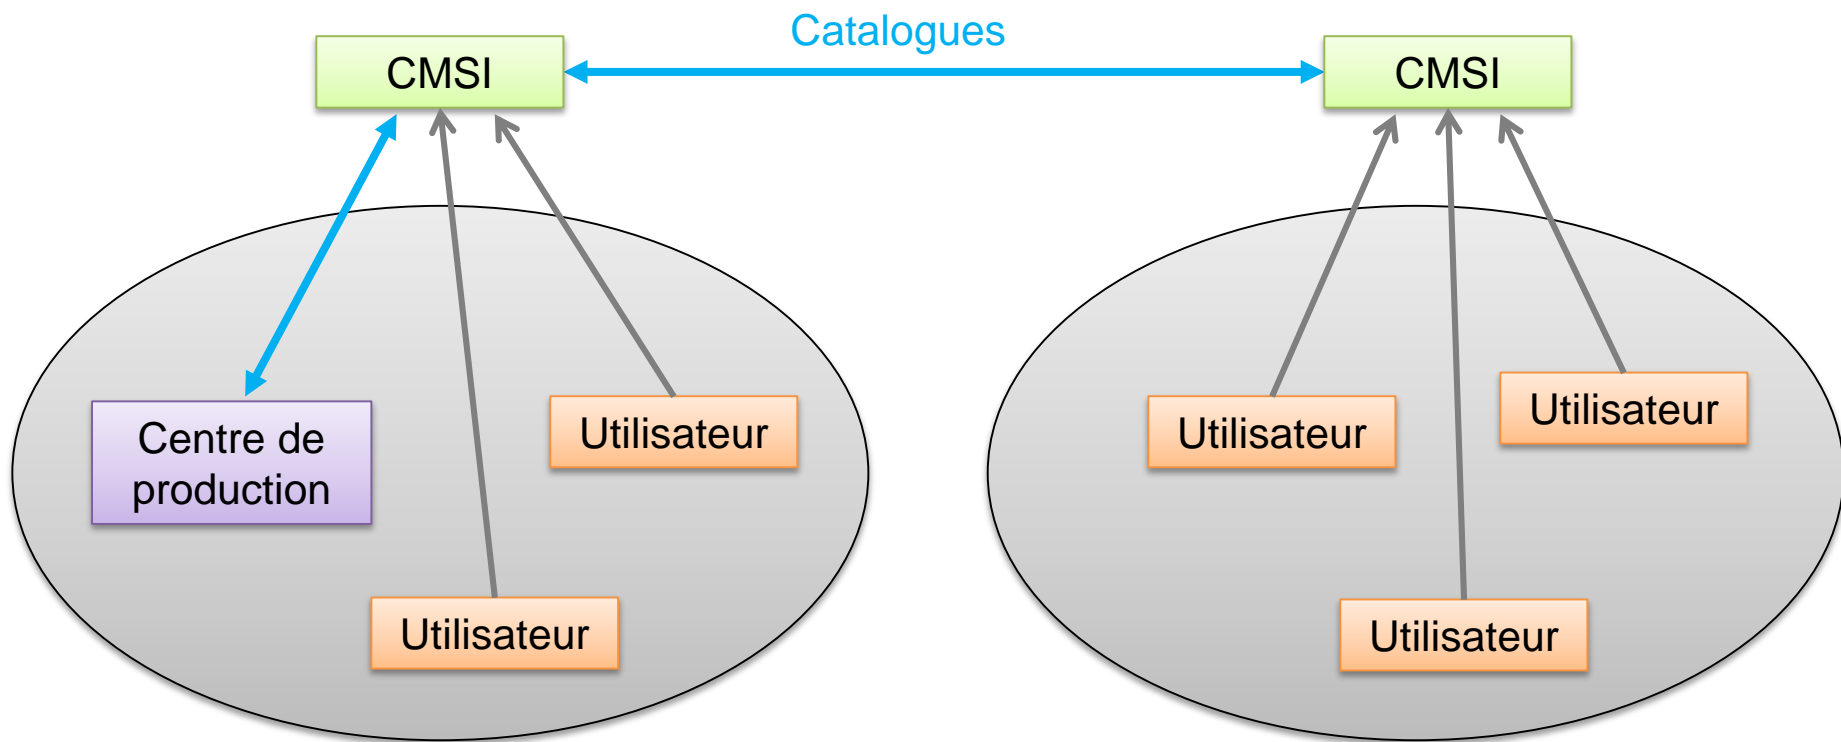 Catalogues
CMSI
CMSI
Centre de
production
Utilisateur
Utilisateur
Utilisateur
Utilisateur
Utilisateur